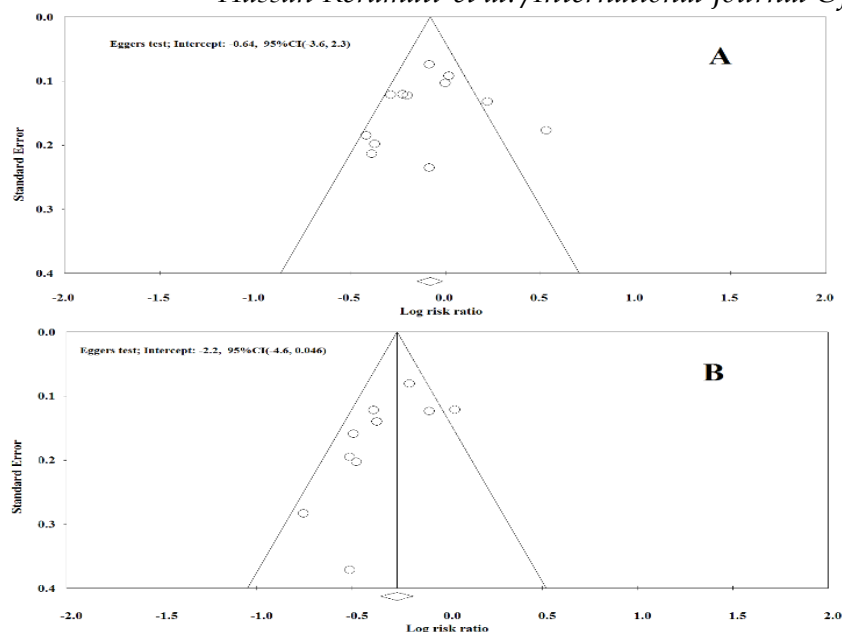 Hassan Keramati et al./International Journal Cy
0.0
Eggers test; Intercept: -0.64, 95%CI(-3.6, 2.3)
A
0.1
Standard Error
0.2
0.3
0.4
-2.0 -1.5 -1.0 -0.5 0.0 0.5 1.0 1.5 2.0
Log risk ratio
0.0
Eggers test; Intercept: -2.2, 95%CI(-4.6, 0.046)
B
0.1
Standard Error
0.2
0.3
0.4
-2.0 -1.0 -0.5 0.0 0.5 1.0 1.5 2.0
Log risk ratio